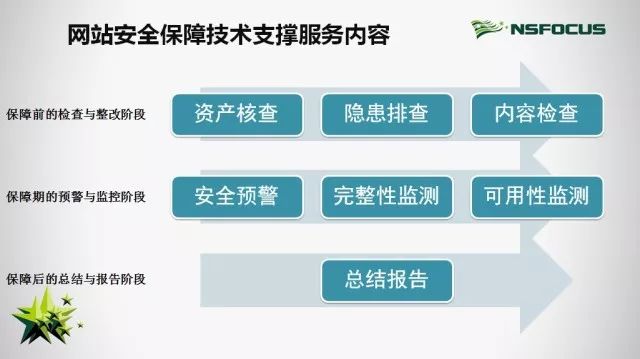 网站安全保障技术支撑服务内容
NSFOCUS
保障前的检查与整改阶段
资产核查
隐患排查
内容检查
保障期的预警与监控阶段
安全预警
完整性监测
可用性监测
保障后的总结与报告阶段
总结报告